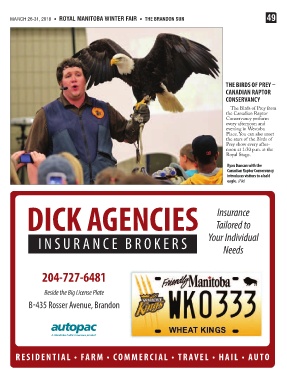 MARCH 26-31, 2018 • ROYAL MANITOBA WINTER FAIR • THE BRANDON SUN
49
THE BIRDS OF PREY –
CANADIAN RAPTOR
CONSERVANCY
The Birds of Prey from
the Canadian Raptor
Conservancy perform
every afternoon and
evening in Westoba
Place. You can also meet
the stars of the Birds of
Prey show every after-
noon at 1:30 p.m. at the
Royal Stage.
Ryan Dawson with the
Canadian Raptor Conservancy
introduces visitors to a bald
eagle. (File)
DICK AGENCIES
INSURANCE BROKERS
Insurance
Tailored to
Your Individual
Needs
204-727-6481
Beside the Big License Plate
B-435 Rosser Avenue, Brandon
autopac
Friendly Manitoba
WHEAT
Kings
WK0333
WHEAT KINGS
RESIDENTIAL • FARM • COMMERCIAL • TRAVEL • HAIL • AUTO